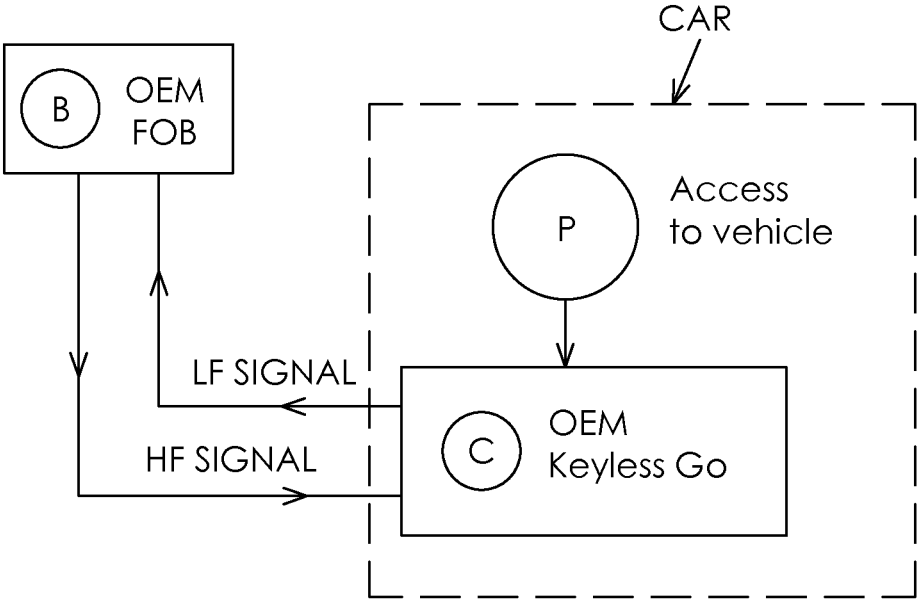 CAR
B
OEM
FOB
P
Access
to vehicle
LF SIGNAL
HF SIGNAL
C
OEM
Keyless Go